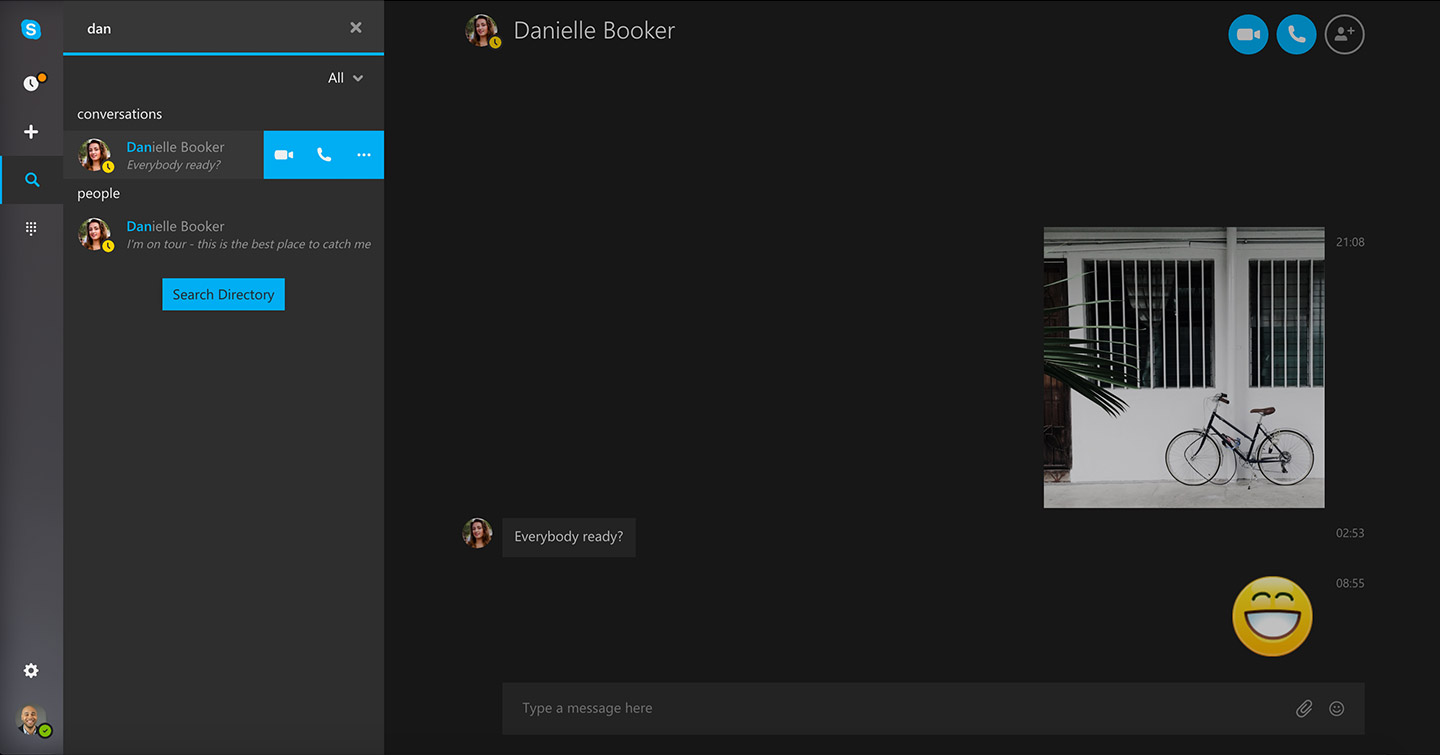 S
dan
All
conversations
Danielle Booker
Everybody ready?
people
Danielle Booker
I'm on tour - this is the best place to catch me
Search Directory
Danielle Booker
21:08
Everybody ready?
02:53
08:55
Type a message here